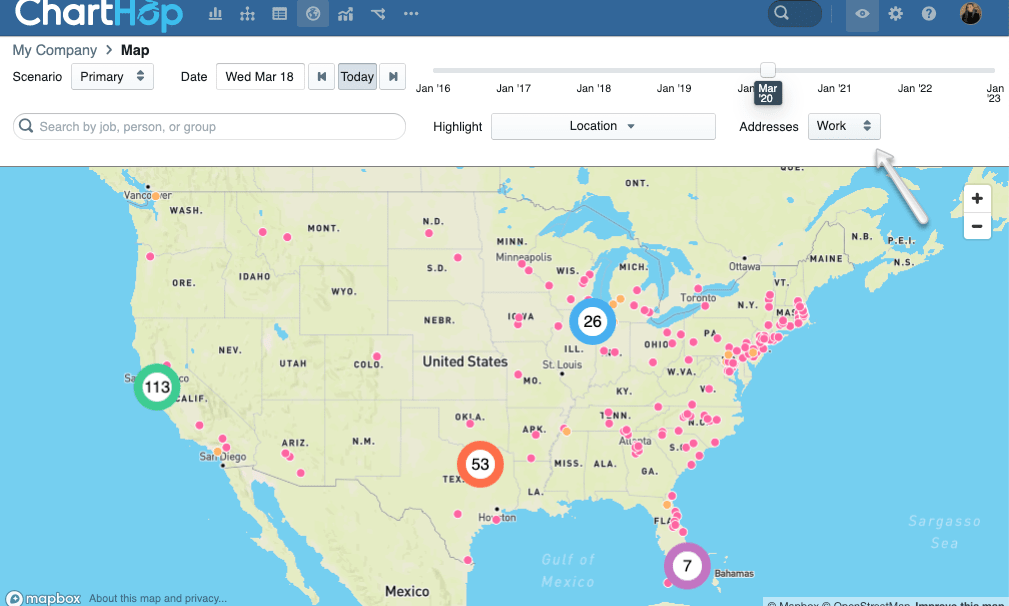 ChartHop
My Company > Map
Scenario Primary Date Wed Mar 18 Today
Jan '16 Jan '17 Jan '18 Jan '19 Jan Mar '20 Jan '21 Jan '22 Jan '23
Search by job, person, or group
Highlight Location Addresses Work
ONT.
QUE.
Vancouver
WASH.
MONT.
N.D.
MINN.
Minneapolis
WIS.
MICH.
Ottawa
MAINE
N.B.
P.E.I.
N.S.
VT.
ORE.
IDAHO
S.D.
WYO.
Toronto
N.Y.
MAS
IOWA
26
NEBR.
ILL.
OHIO
PA.
NEV.
UTAH
COLO.
United States
St. Louis
MO.
W.VA.
V
KY.
113
CALIF.
San Diego
ARIZ.
N.M.
OKLA.
ARK.
TENN.
N.C.
Atlanta
S.C.
53
TEX.
MISS.
ALA.
GA.
LA.
Houston
FLA
7
Bahamas
Gulf of
Mexico
Sargasso
Sea
Mexico
mapbox About this map and privacy...
© Mapbox © OpenStreetMap Improve this map